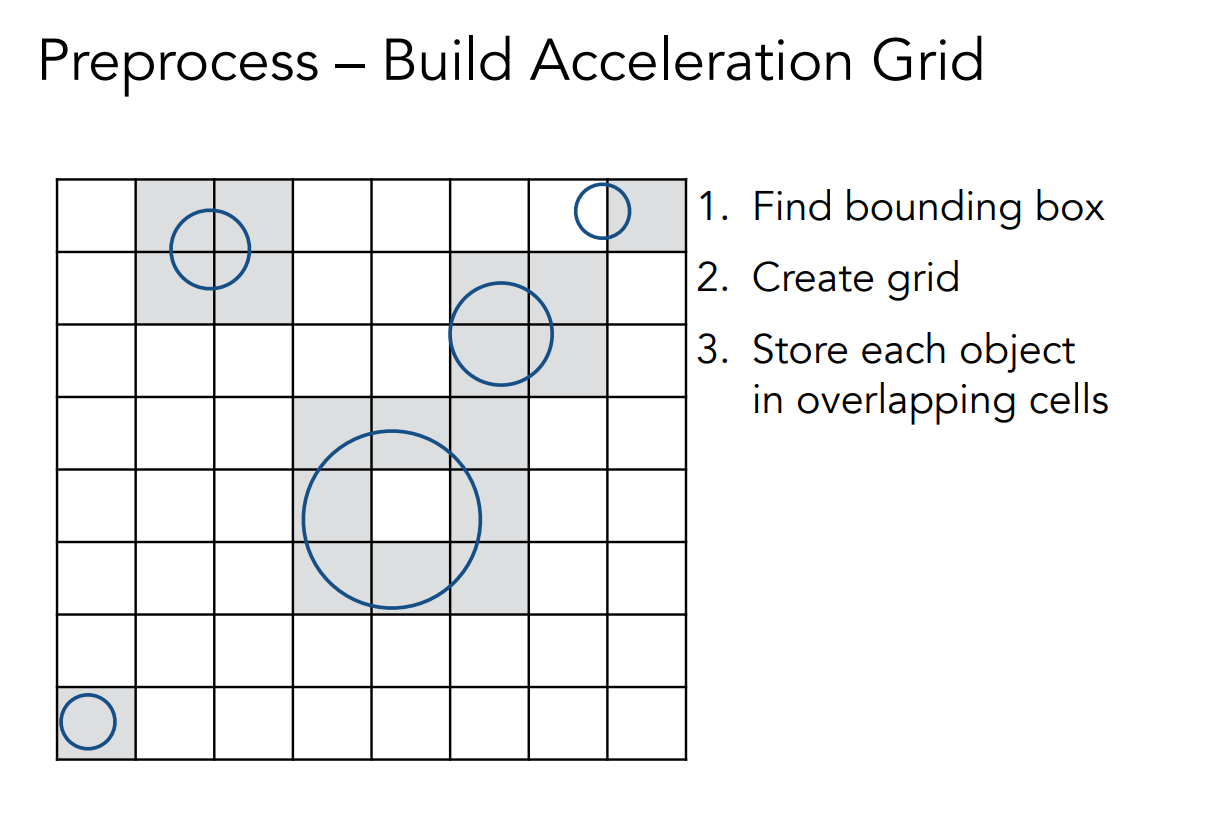 Preprocess – Build Acceleration Grid
1. Find bounding box
2. Create grid
3. Store each object
in overlapping cells